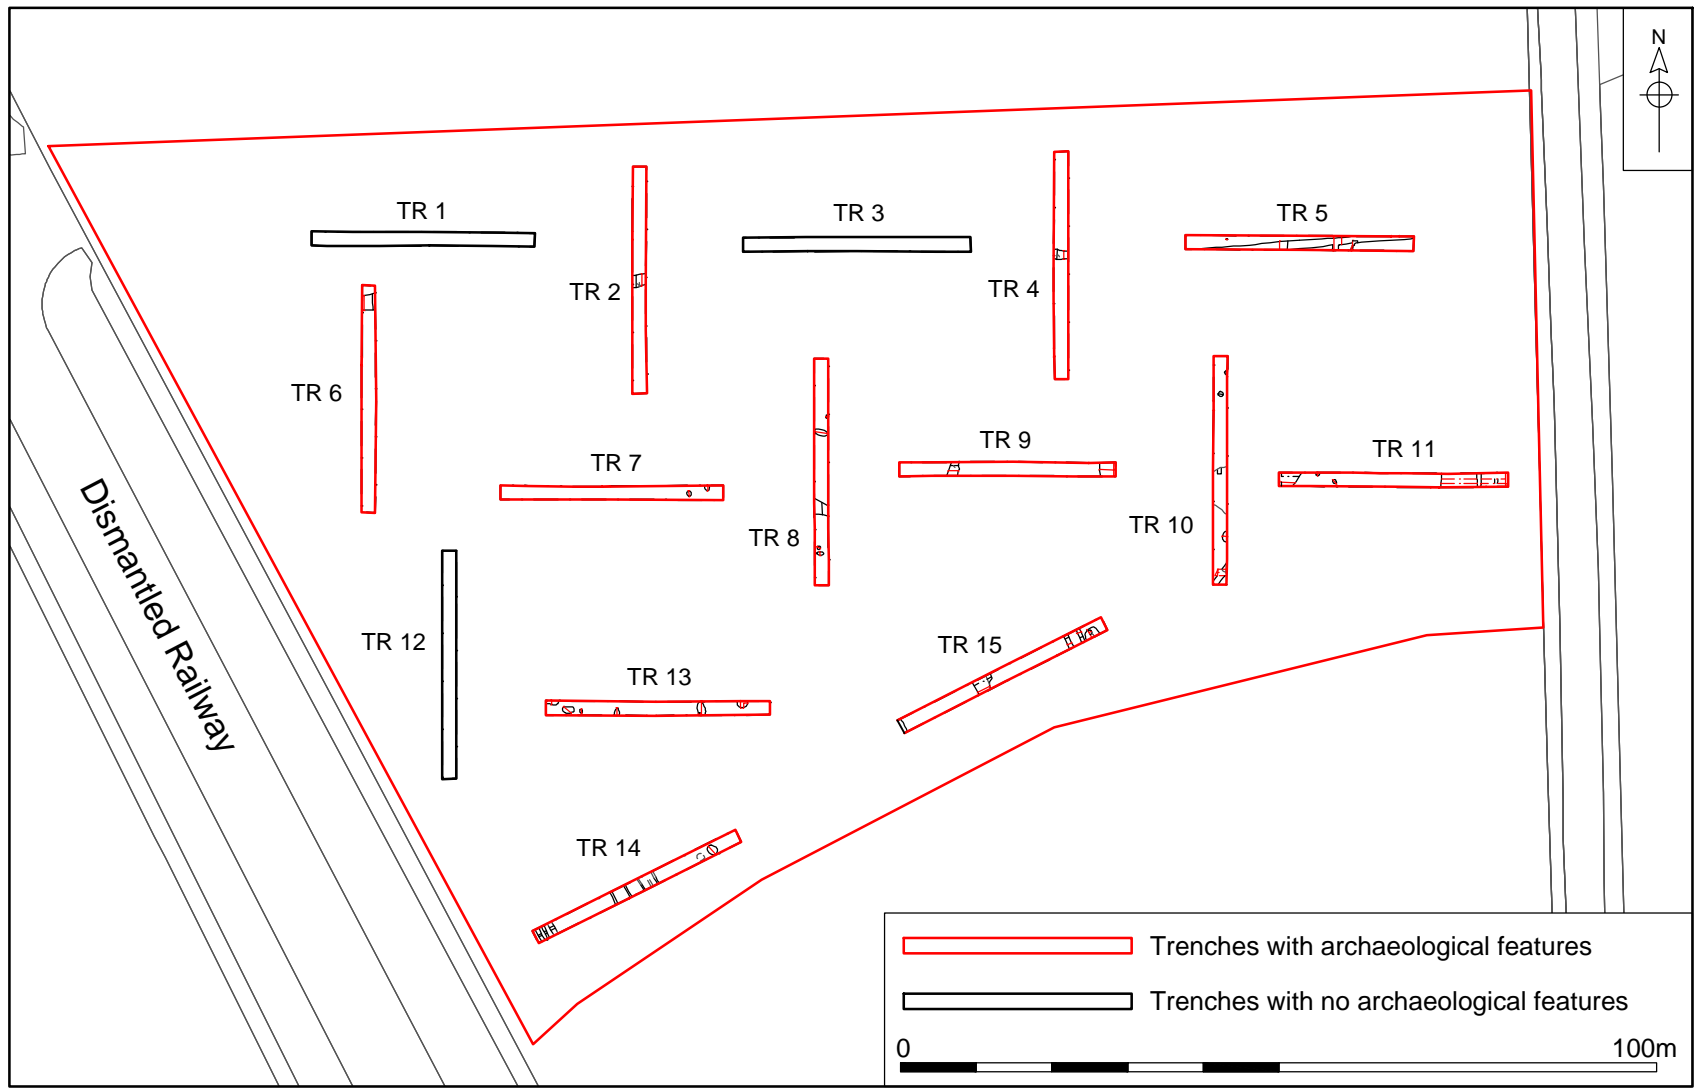 N
TR 1
TR 3
TR 5
TR 2
TR 4
TR 6
TR 7
TR 9
TR 11
TR 8
TR 10
Dismantled Railway
TR 12
TR 15
TR 13
TR 14
Trenches with archaeological features
Trenches with no archaeological features
0 100m